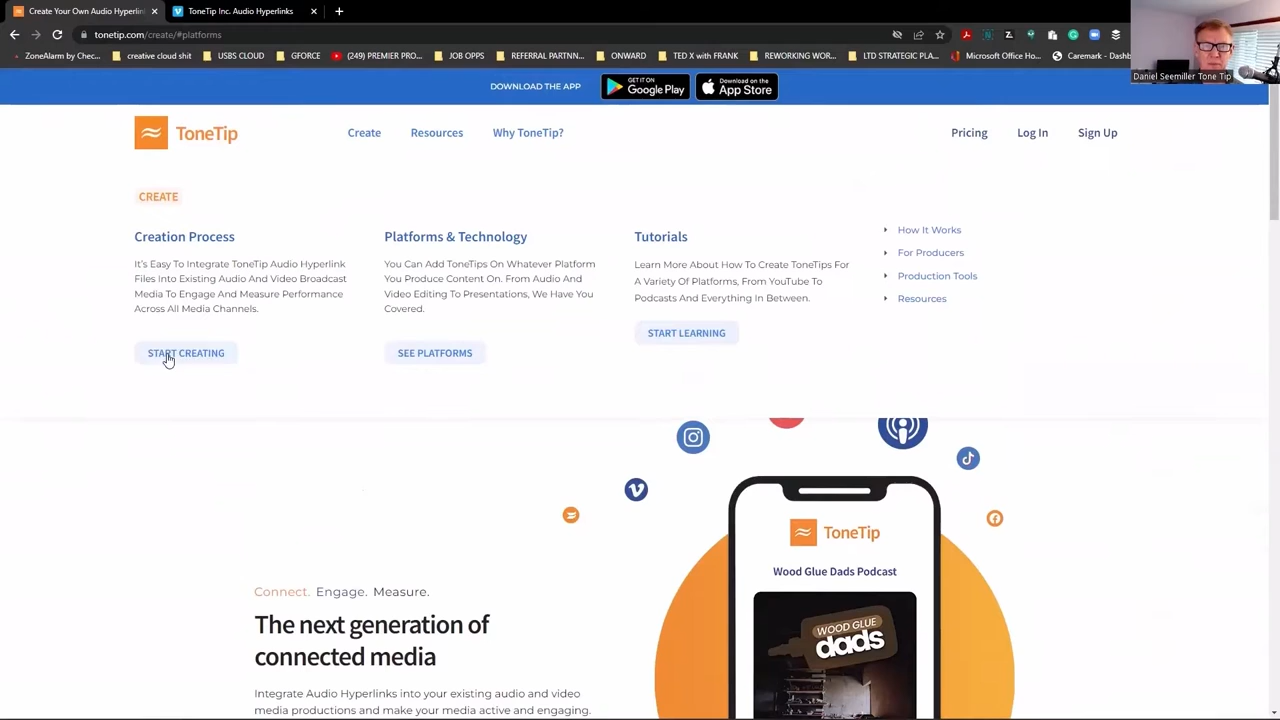 Create Your Own Audio Hyperlin
ToneTip Inc. Audio Hyperlinks
tonetip.com/create/#platforms
ZoneAlarm by Chec...
creative cloud shit
USBS CLOUD
GFORCE
(249) HOW I
JOB SEARCH
REFERENCES FOR IN...
ONWARD
TED X with SHRINK
REWORKING
LTD STRATEGIC PLA...
Microsoft Office Ho...
Caremark - Dashb...
Daniel Seemiller Tone Tip
DOWNLOAD THE APP
GET IT ON
Google Play
Download on the
App Store
ToneTip
Create
Resources
Why ToneTip?
Pricing
Log In
Sign Up
CREATE
Creation Process
It's Easy To Integrate ToneTip Audio Hyperlink
Files Into Existing Audio And Video Broadcast
Media To Engage And Measure Performance
Across All Media Channels.
START CREATING
Platforms & Technology
You Can Add ToneTips On Whatever Platform
You Produce Content On. From Audio And
Video Editing To Presentations, We Have You
Covered.
SEE PLATFORMS
Tutorials
Learn More About How To Create ToneTips For
A Variety Of Platforms, From YouTube To
Podcasts And Everything In Between.
START LEARNING
How It Works
For Producers
Production Tools
Resources
Connect. Engage. Measure.
The next generation of
connected media
Integrate Audio Hyperlinks into your existing audio and video
media productions and make your media active and engaging.
ToneTip
Wood Glue Dads Podcast
WOOD GLUE
dads